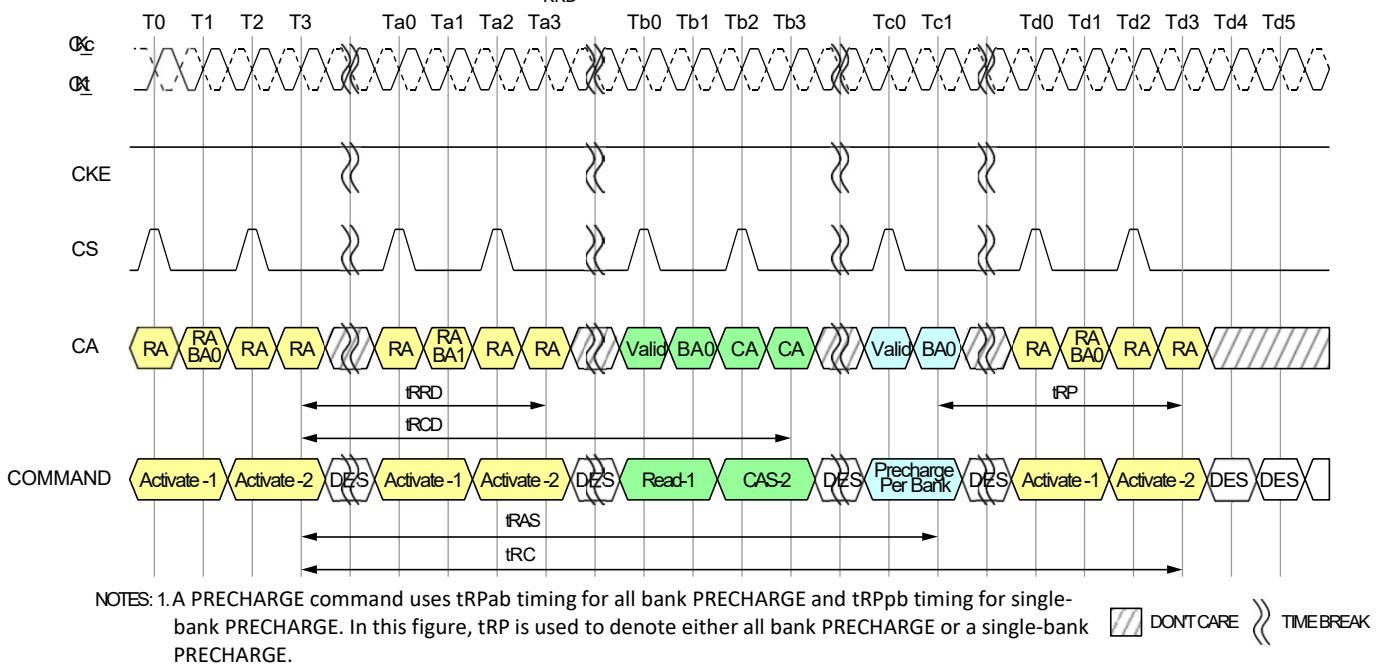 RRD
T0 T1 T2 T3 Ta0 Ta1 Ta2 Ta3 Tb0 Tb1 Tb2 Tb3 Tc0 Tc1 Td0 Td1 Td2 Td3 Td4 Td5
CK_c
CK_t
CKE
CS
CA RA RA BA0 RA RA RA RA BA1 RA RA Valid BA0 CA CA Valid BA0 RA RA BA0 RA RA
tRRD tRP
tRCD
COMMAND Activate -1 Activate -2 DES Activate -1 Activate -2 DES Read-1 CAS-2 DES Precharge Per Bank DES Activate -1 Activate -2 DES DES
tRAS
tRC
NOTES: 1. A PRECHARGE command uses tRPab timing for all bank PRECHARGE and tRPpb timing for single-
bank PRECHARGE. In this figure, tRP is used to denote either all bank PRECHARGE or a single-bank
PRECHARGE.
DON'T CARE TIME BREAK